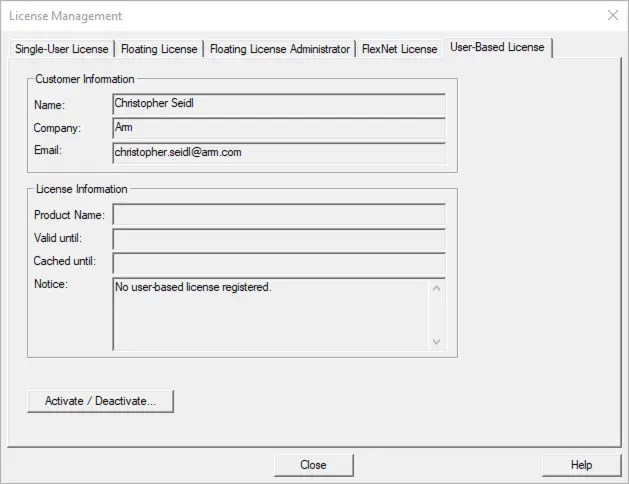 License Management
Single-User License Floating License Floating License Administrator FlexNet License User-Based License
Customer Information
Name: Christopher Seidl
Company: Arm
Email: christopher.seidl@arm.com
License Information
Product Name:
Valid until:
Cached until:
Notice: No user-based license registered.
Activate / Deactivate...
Close Help